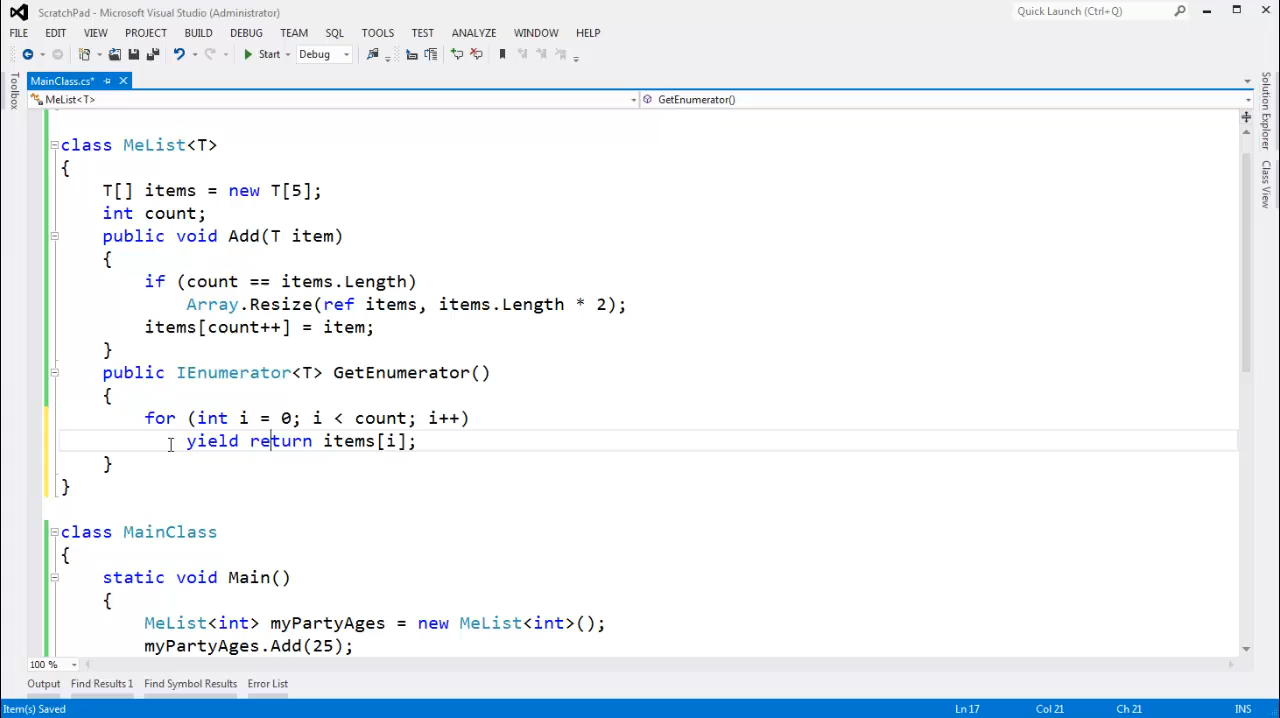 ScratchPad - Microsoft Visual Studio (Administrator)
Quick Launch (Ctrl+Q)
FILE EDIT VIEW PROJECT BUILD DEBUG TEAM SQL TOOLS TEST ANALYZE WINDOW HELP
Start Debug
Toolbox
MainClass.cs*
MeList<T> GetEnumerator()
Solution Explorer
Class View
class MeList<T>
{
T[] items = new T[5];
int count;
public void Add(T item)
{
if (count == items.Length)
Array.Resize(ref items, items.Length * 2);
items[count++] = item;
}
public IEnumerator<T> GetEnumerator()
{
for (int i = 0; i < count; i++)
yield return items[i];
}
}
class MainClass
{
static void Main()
{
MeList<int> myPartyAges = new MeList<int>();
myPartyAges.Add(25);
100 %
Output Find Results 1 Find Symbol Results Error List
Item(s) Saved Ln 17 Col 21 Ch 21 INS